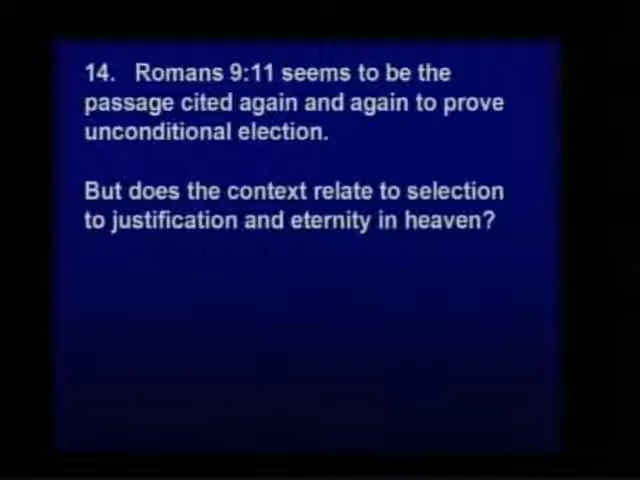 14. Romans 9:11 seems to be the
passage cited again and again to prove
unconditional election.
But does the context relate to selection
to justification and eternity in heaven?